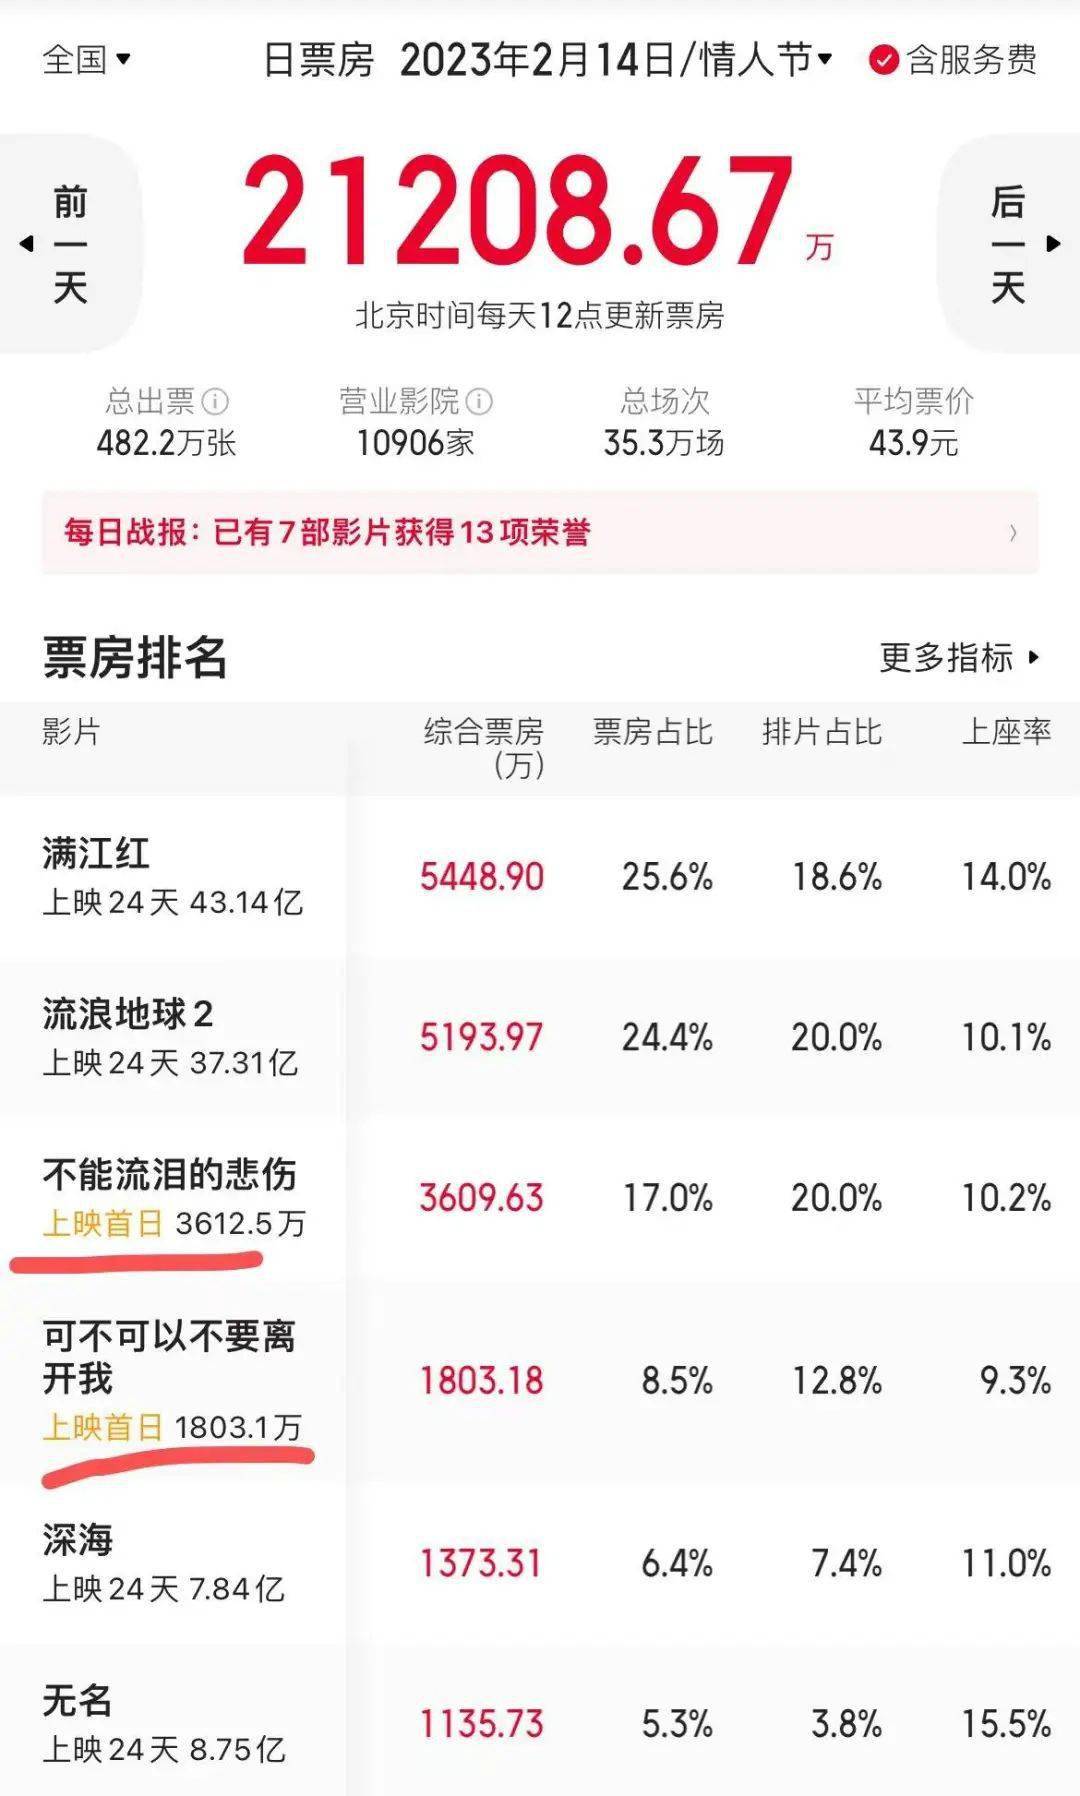 全国 日票房 2023年2月14日/情人节 含服务费
前一天
21208.67万
后一天
北京时间每天12点更新票房
总出票 营业影院 总场次 平均票价
482.2万张 10906家 35.3万场 43.9元
每日战报：已有7部影片获得13项荣誉
票房排名 更多指标
影片 综合票房 票房占比 排片占比 上座率
(万)
满江红
上映24天 43.14亿
5448.90 25.6% 18.6% 14.0%
流浪地球2
上映24天 37.31亿
5193.97 24.4% 20.0% 10.1%
不能流泪的悲伤
上映首日 3612.5万
3609.63 17.0% 20.0% 10.2%
可不可以不要离
开我
上映首日 1803.1万
1803.18 8.5% 12.8% 9.3%
深海
上映24天 7.84亿
1373.31 6.4% 7.4% 11.0%
无名
上映24天 8.75亿
1135.73 5.3% 3.8% 15.5%